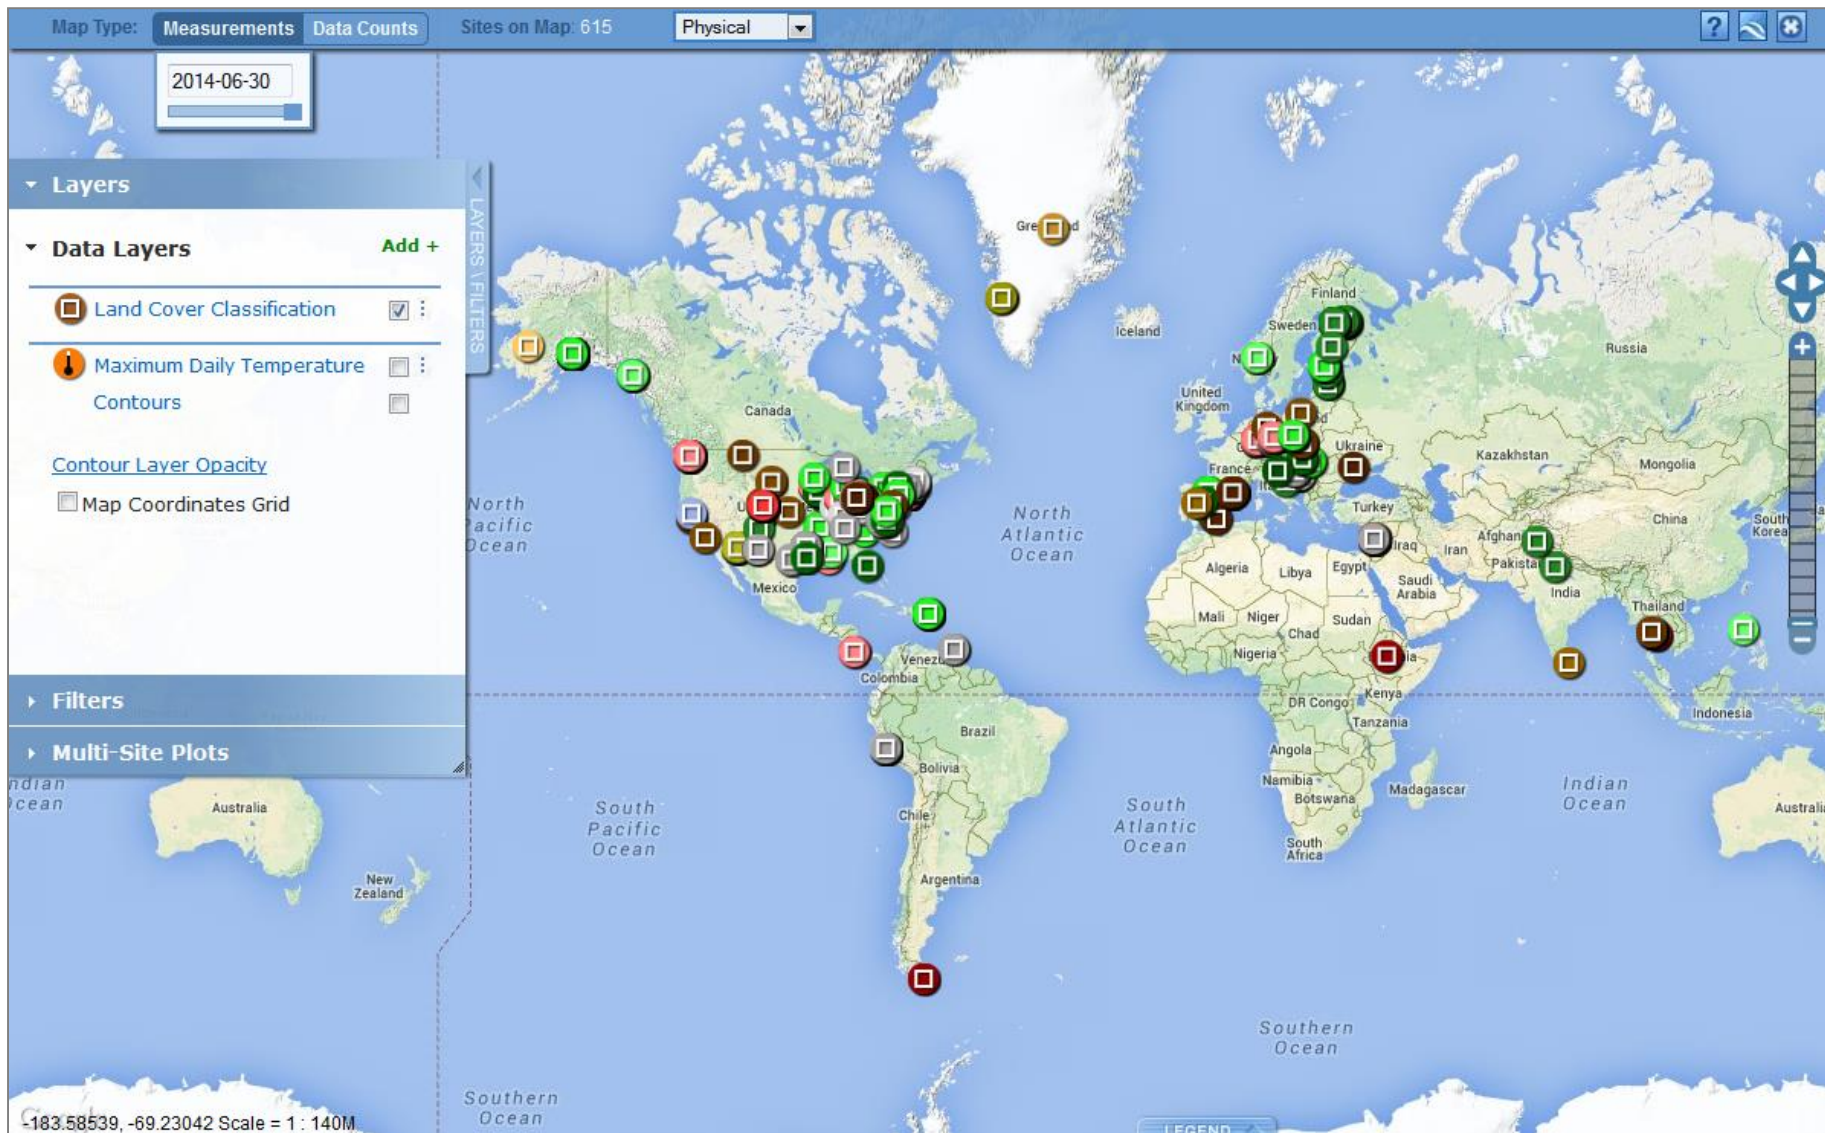 Map Type: Measurements Data Counts Sites on Map: 615 Physical ?
2014-06-30
Layers
Data Layers Add +
Land Cover Classification
Maximum Daily Temperature
Contours
Contour Layer Opacity
Map Coordinates Grid
Filters
Multi-Site Plots
LAYERS \ FILTERS
Iceland
Finland
Sweden
Russia
United
Kingdom
Canada
Ukraine
France
Kazakhstan
Mongolia
North
Pacific
Ocean
North
Atlantic
Ocean
Turkey
China
South
Korea
Iraq
Iran
Afghan
Pakista
Algeria
Libya
Egypt
Saudi
Arabia
India
Mexico
Thailand
Mali
Niger
Chad
Sudan
Nigeria
Venezu
Colombia
DR Congo
Kenya
Tanzania
Indonesia
Brazil
Angola
Bolivia
Namibia
Botswana
Madagascar
ndian
Ocean
Indian
Ocean
Australia
Australi
South
Pacific
Ocean
Chile
South
Atlantic
Ocean
South
Africa
New
Zealand
Argentina
Southern
Ocean
Southern
Ocean
-183.58539, -69.23042 Scale = 1 : 140M
LEGEND